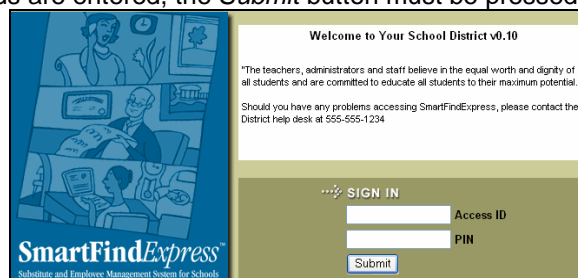 ds are entered, the Submit button must be pressed
Welcome to Your School District v0.10
"The teachers, administrators and staff believe in the equal worth and dignity of
all students and are committed to educate all students to their maximum potential.
Should you have any problems accessing SmartFindExpress, please contact the
District help desk at 555-555-1234
SIGN IN
Access ID
PIN
Submit
SmartFindExpress™
Substitute and Employee Management System for Schools